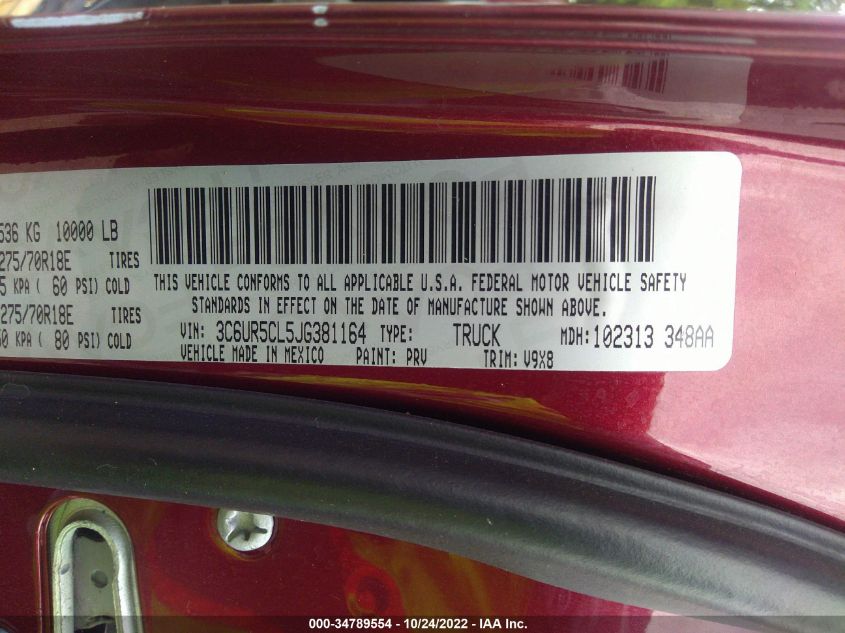 536 KG 10000 LB
275/70R18E TIRES
5 KPA ( 60 PSI) COLD
275/70R18E TIRES
50 KPA ( 80 PSI) COLD
THIS VEHICLE CONFORMS TO ALL APPLICABLE U.S.A. FEDERAL MOTOR VEHICLE SAFETY
STANDARDS IN EFFECT ON THE DATE OF MANUFACTURE SHOWN ABOVE.
VIN: 3C6UR5CL5JG381164 TYPE: TRUCK MDH: 102313 348AA
VEHICLE MADE IN MEXICO PAINT: PRV TRIM: V9X8
000-34789554 - 10/24/2022 - IAA Inc.